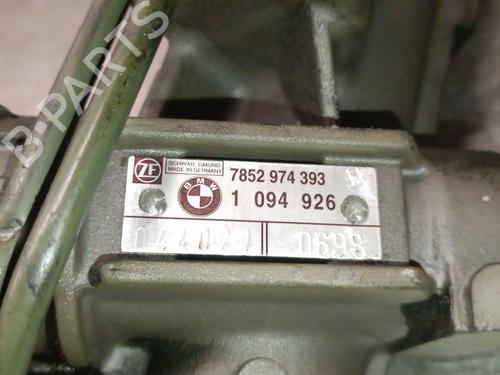 B-PARTS
ZF SCHWAB. GMÜND
MADE IN GERMANY
7852 974 393
BMW
1 094 926
0698